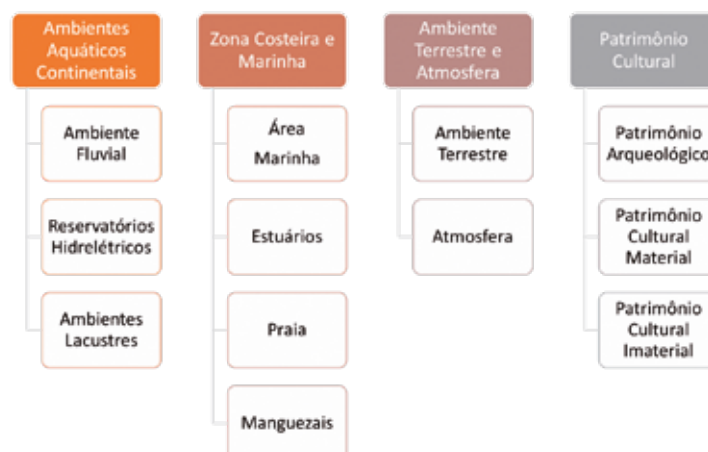 Ambientes
Aquáticos
Continentais
Ambiente
Fluvial
Reservatórios
Hidrelétricos
Ambientes
Lacustres
Zona Costeira e
Marinha
Área
Marinha
Estuários
Praia
Manguezais
Ambiente
Terrestre e
Atmosfera
Ambiente
Terrestre
Atmosfera
Patrimônio
Cultural
Patrimônio
Arqueológico
Patrimônio
Cultural
Material
Patrimônio
Cultural
Imaterial